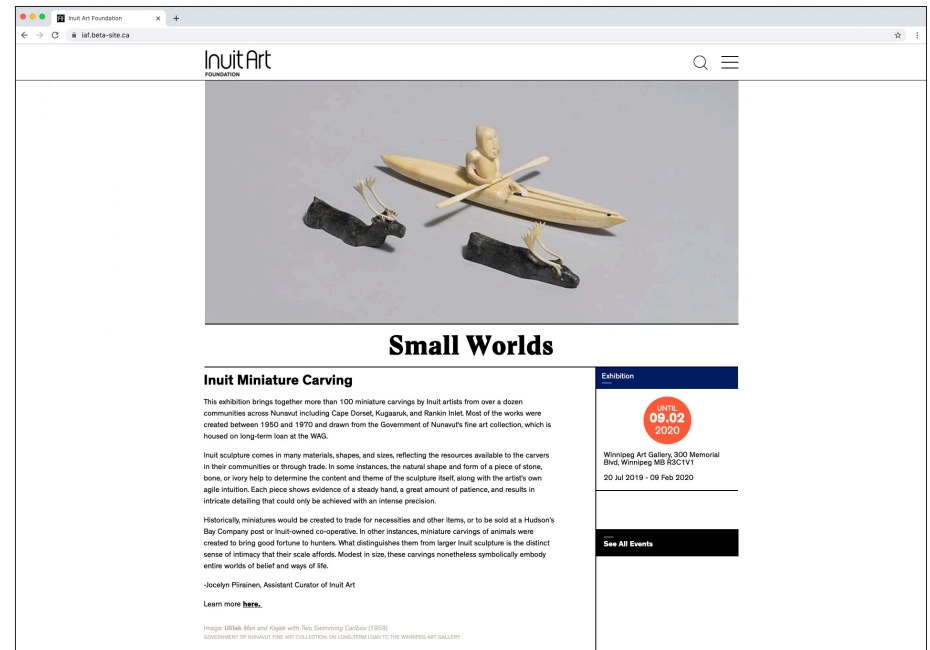 Inuit Art Foundation
iaf.beta-site.ca
Inuit Art
FOUNDATION
Small Worlds
Inuit Miniature Carving
This exhibition brings together more than 100 miniature carvings by Inuit artists from over a dozen
communities across Nunavut including Cape Dorset, Kugaaruk, and Rankin Inlet. Most of the works were
created between 1950 and 1970 and drawn from the Government of Nunavut's fine art collection, which is
housed on long-term loan at the WAG.
Inuit sculpture comes in many materials, shapes, and sizes, reflecting the resources available to the carvers
in their communities or through trade. In some instances, the natural shape and form of a piece of stone,
bone, or ivory help to determine the content and theme of the sculpture itself, along with the artist's own
agile intuition. Each piece shows evidence of a steady hand, a great amount of patience, and results in
intricate detailing that could only be achieved with an intense precision.
Historically, miniatures would be created to trade for necessities and other items, or to be sold at a Hudson's
Bay Company post or Inuit-owned co-operative. In other instances, miniature carvings of animals were
created to bring good fortune to hunters. What distinguishes them from larger Inuit sculpture is the distinct
sense of intimacy that their scale affords. Modest in size, these carvings nonetheless symbolically embody
entire worlds of belief and ways of life.
-Jocelyn Piirainen, Assistant Curator of Inuit Art
Learn more here.
Image: Ulilak Man and Kayak with Two Swimming Caribou (1959)
GOVERNMENT OF NUNAVUT FINE ART COLLECTION, ON LONG-TERM LOAN TO THE WINNIPEG ART GALLERY
Exhibition
UNTIL
09.02
2020
Winnipeg Art Gallery, 300 Memorial
Blvd, Winnipeg MB R3C1V1
20 Jul 2019 - 09 Feb 2020
See All Events